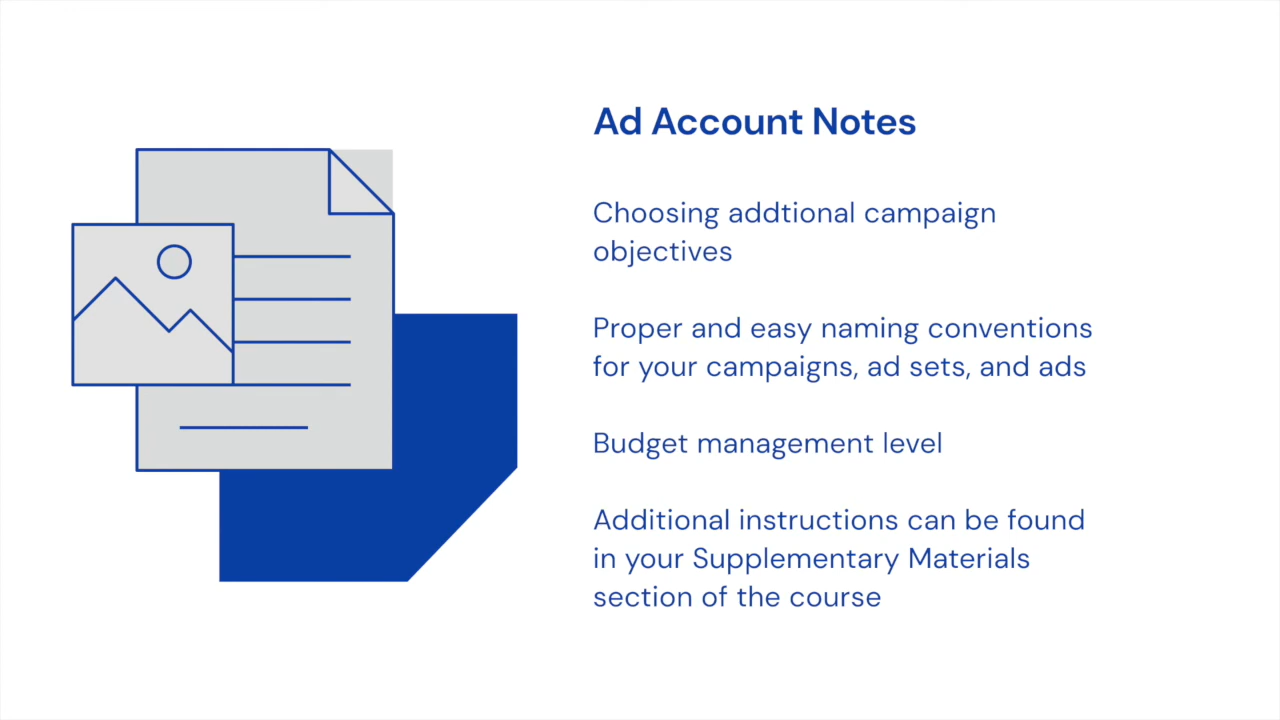 Ad Account Notes
Choosing addtional campaign
objectives
Proper and easy naming conventions
for your campaigns, ad sets, and ads
Budget management level
Additional instructions can be found
in your Supplementary Materials
section of the course